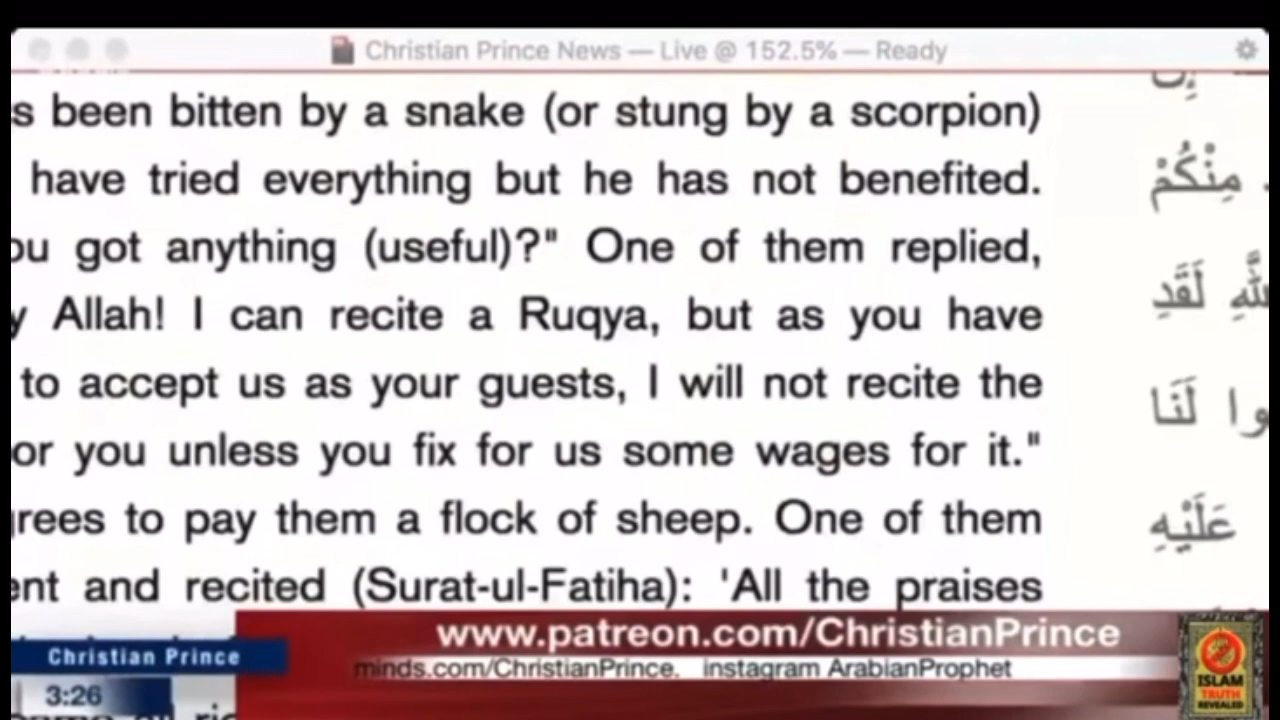 Christian Prince News — Live @ 152.5% — Ready
s been bitten by a snake (or stung by a scorpion)
have tried everything but he has not benefited.
ou got anything (useful)?" One of them replied,
y Allah! I can recite a Ruqya, but as you have
to accept us as your guests, I will not recite the
or you unless you fix for us some wages for it."
rees to pay them a flock of sheep. One of them
ent and recited (Surat-ul-Fatiha): 'All the praises
مِنْكُمْ
للَّهِ لَقَدِ
وا لَنَا
عَلَيْهِ
www.patreon.com/ChristianPrince
Christian Prince
minds.com/ChristianPrince. instagram ArabianProphet
3:26
ISLAM
TRUTH
REVEALED